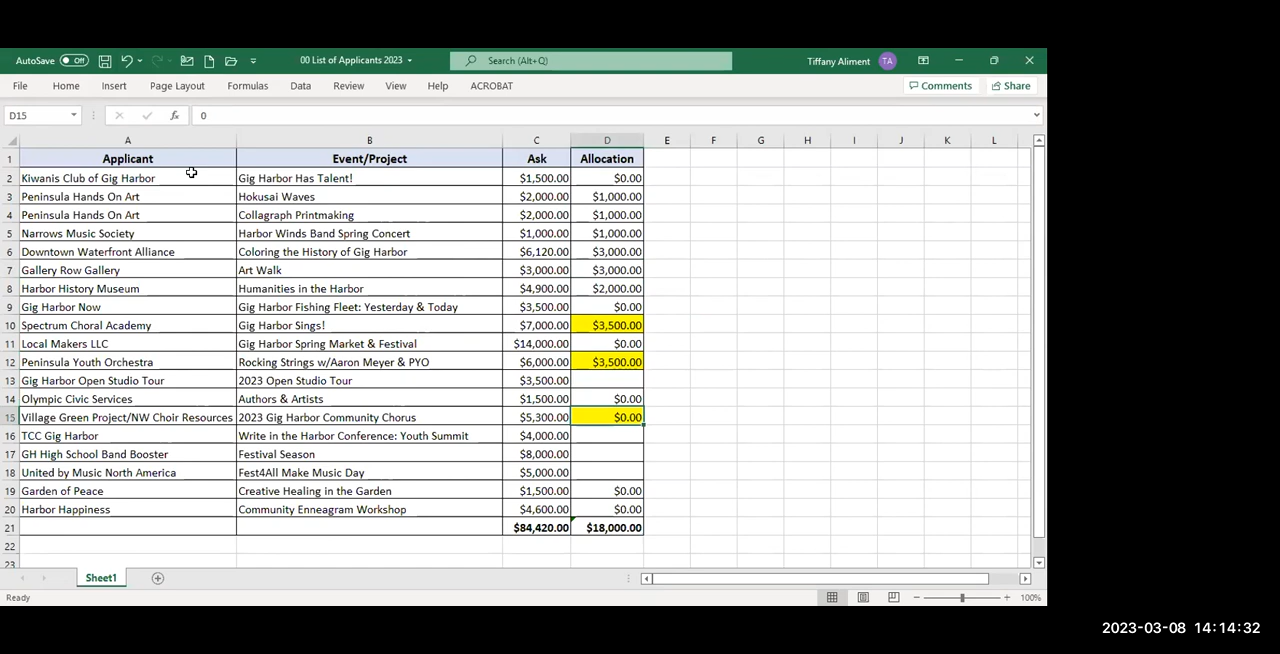 AutoSave Off 00 List of Applicants 2023 Search (Alt+Q) Tiffany Aliment TA
File Home Insert Page Layout Formulas Data Review View Help ACROBAT Comments Share
D15 fx 0
A B C D E F G H I J K L
1 Applicant Event/Project Ask Allocation
2 Kiwanis Club of Gig Harbor Gig Harbor Has Talent! $1,500.00 $0.00
3 Peninsula Hands On Art Hokusai Waves $2,000.00 $1,000.00
4 Peninsula Hands On Art Collagraph Printmaking $2,000.00 $1,000.00
5 Narrows Music Society Harbor Winds Band Spring Concert $1,000.00 $1,000.00
6 Downtown Waterfront Alliance Coloring the History of Gig Harbor $6,120.00 $3,000.00
7 Gallery Row Gallery Art Walk $3,000.00 $3,000.00
8 Harbor History Museum Humanities in the Harbor $4,900.00 $2,000.00
9 Gig Harbor Now Gig Harbor Fishing Fleet: Yesterday & Today $3,500.00 $0.00
10 Spectrum Choral Academy Gig Harbor Sings! $7,000.00 $3,500.00
11 Local Makers LLC Gig Harbor Spring Market & Festival $14,000.00 $0.00
12 Peninsula Youth Orchestra Rocking Strings w/Aaron Meyer & PYO $6,000.00 $3,500.00
13 Gig Harbor Open Studio Tour 2023 Open Studio Tour $3,500.00
14 Olympic Civic Services Authors & Artists $1,500.00 $0.00
15 Village Green Project/NW Choir Resources 2023 Gig Harbor Community Chorus $5,300.00 $0.00
16 TCC Gig Harbor Write in the Harbor Conference: Youth Summit $4,000.00
17 GH High School Band Booster Festival Season $8,000.00
18 United by Music North America Fest4All Make Music Day $5,000.00
19 Garden of Peace Creative Healing in the Garden $1,500.00 $0.00
20 Harbor Happiness Community Enneagram Workshop $4,600.00 $0.00
21 $84,420.00 $18,000.00
22
23
Sheet1
Ready 100%
2023-03-08 14:14:32